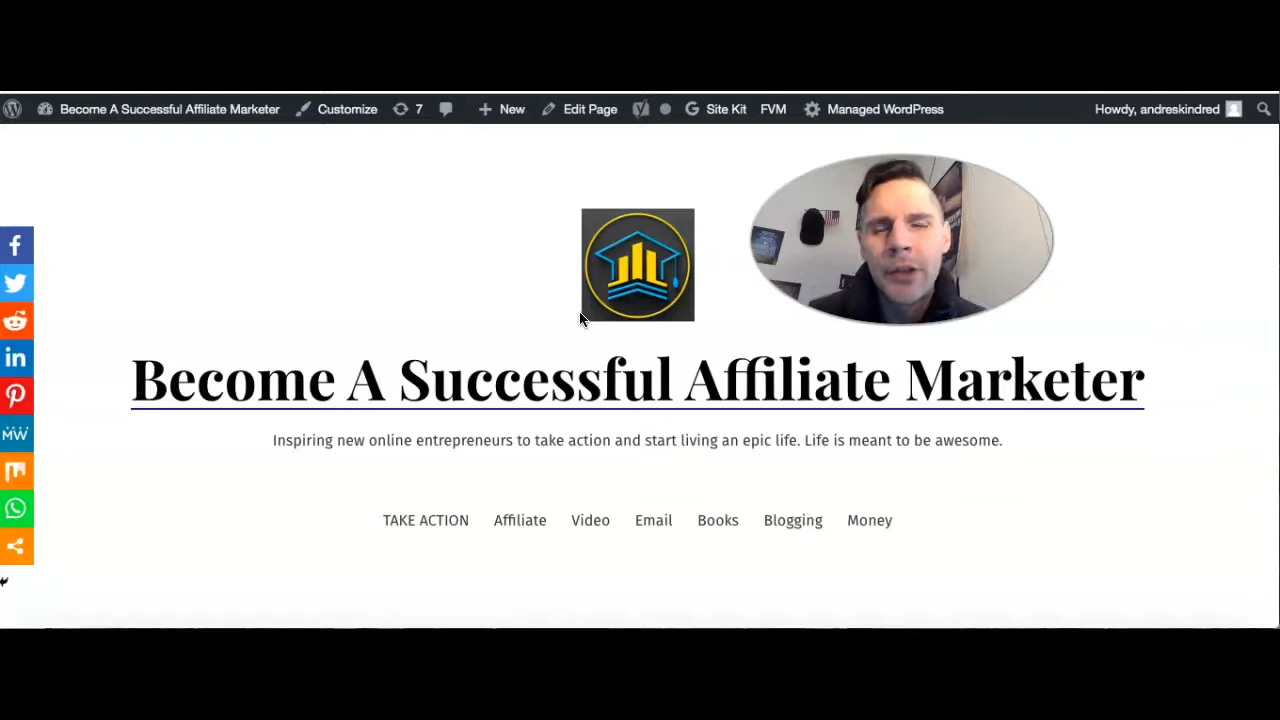 Become A Successful Affiliate Marketer Customize 7 New Edit Page Site Kit FVM Managed WordPress Howdy, andreskindred
Become A Successful Affiliate Marketer
Inspiring new online entrepreneurs to take action and start living an epic life. Life is meant to be awesome.
TAKE ACTION Affiliate Video Email Books Blogging Money
MW